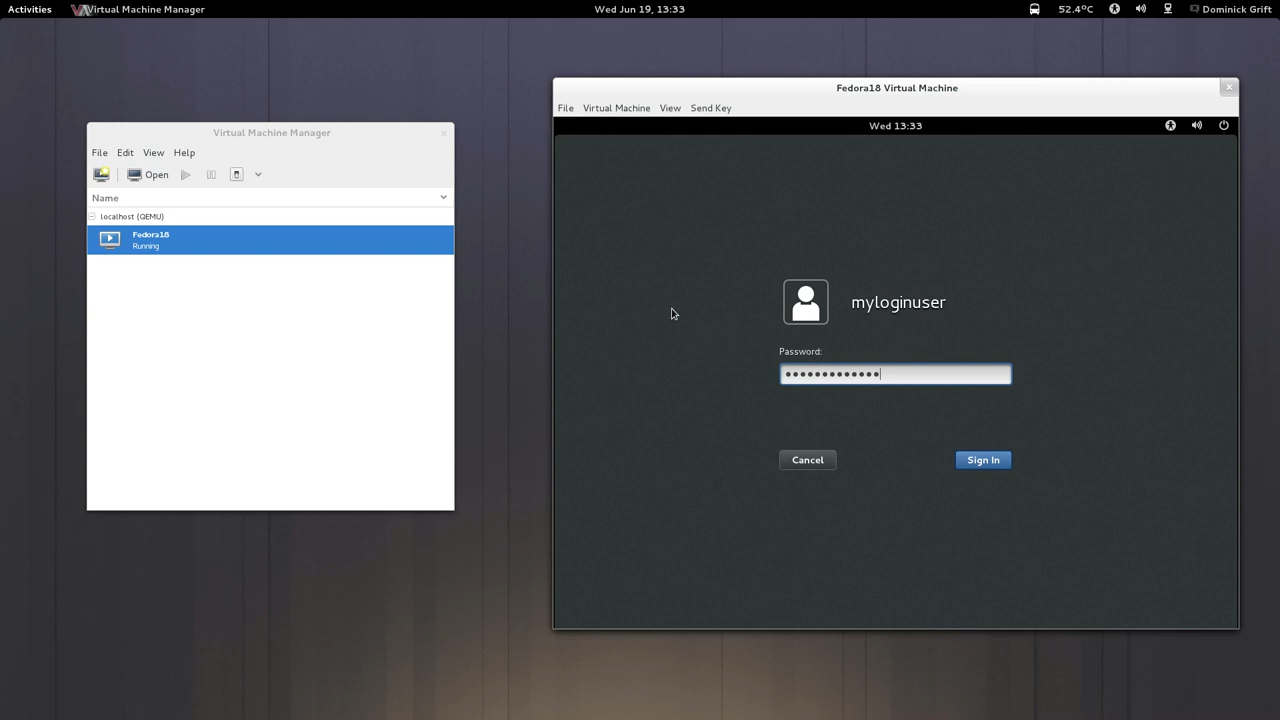 Activities Virtual Machine Manager Wed Jun 19, 13:33 52.4ºC Dominick Grift
Virtual Machine Manager
File Edit View Help
Open
Name
localhost (QEMU)
Fedora18
Running
Fedora18 Virtual Machine
File Virtual Machine View Send Key
Wed 13:33
myloginuser
Password:
Cancel Sign In